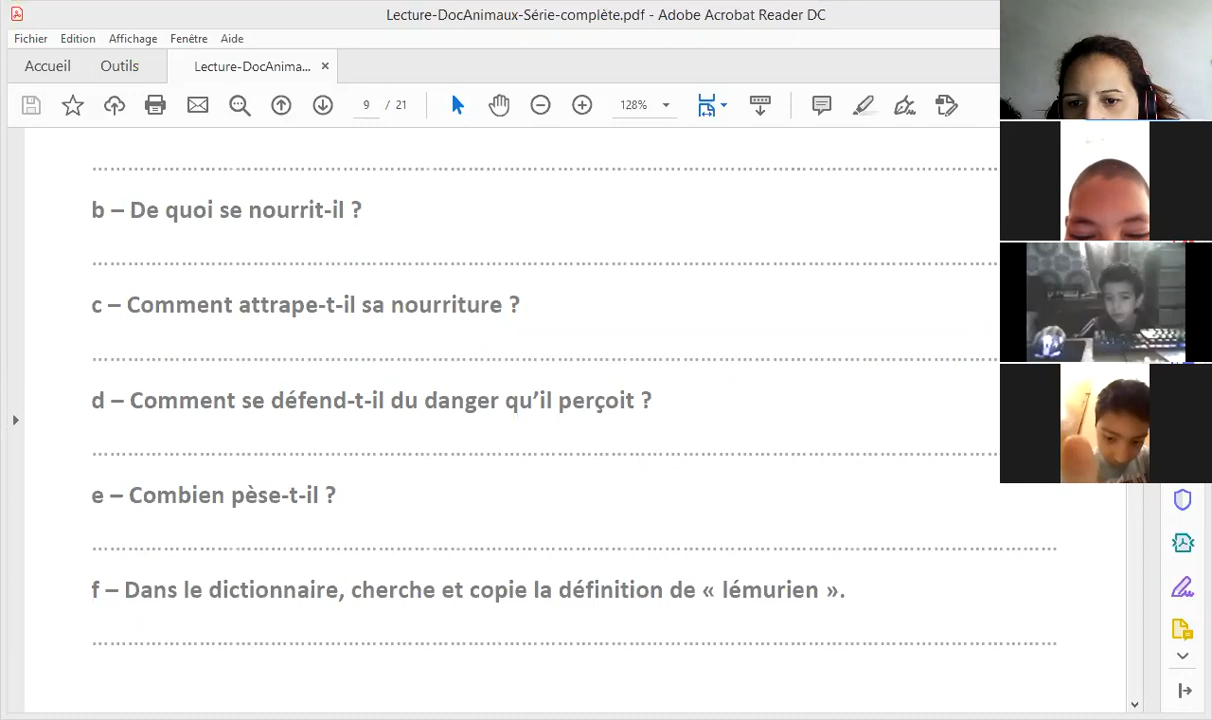 Lecture-DocAnimaux-Série-complète.pdf - Adobe Acrobat Reader DC
Fichier Edition Affichage Fenêtre Aide
Accueil Outils Lecture-DocAnima... ×
9 / 21 128%
b – De quoi se nourrit-il ?
c – Comment attrape-t-il sa nourriture ?
d – Comment se défend-t-il du danger qu’il perçoit ?
e – Combien pèse-t-il ?
f – Dans le dictionnaire, cherche et copie la définition de « lémurien ».